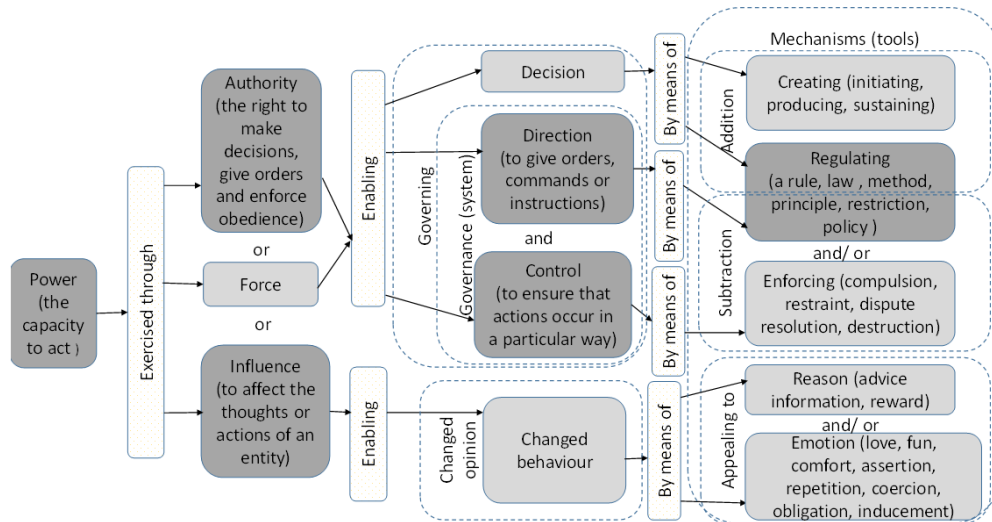 Power
(the
capacity
to act )
Exercised through
Authority
(the right to
make
decisions,
give orders
and enforce
obedience)
or
Force
or
Influence
(to affect the
thoughts or
actions of an
entity)
Enabling
Enabling
Governing
Governance (system)
Decision
Direction
(to give orders,
commands or
instructions)
and
Control
(to ensure that
actions occur in
a particular way)
Changed
opinion
Changed
behaviour
By means of
By means of
By means of
By means of
Mechanisms (tools)
Addition
Creating (initiating,
producing, sustaining)
Regulating
(a rule, law , method,
principle, restriction,
policy )
and/ or
Subtraction
Enforcing (compulsion,
restraint, dispute
resolution, destruction)
Appealing to
Reason (advice
information, reward)
and/ or
Emotion (love, fun,
comfort, assertion,
repetition, coercion,
obligation, inducement)